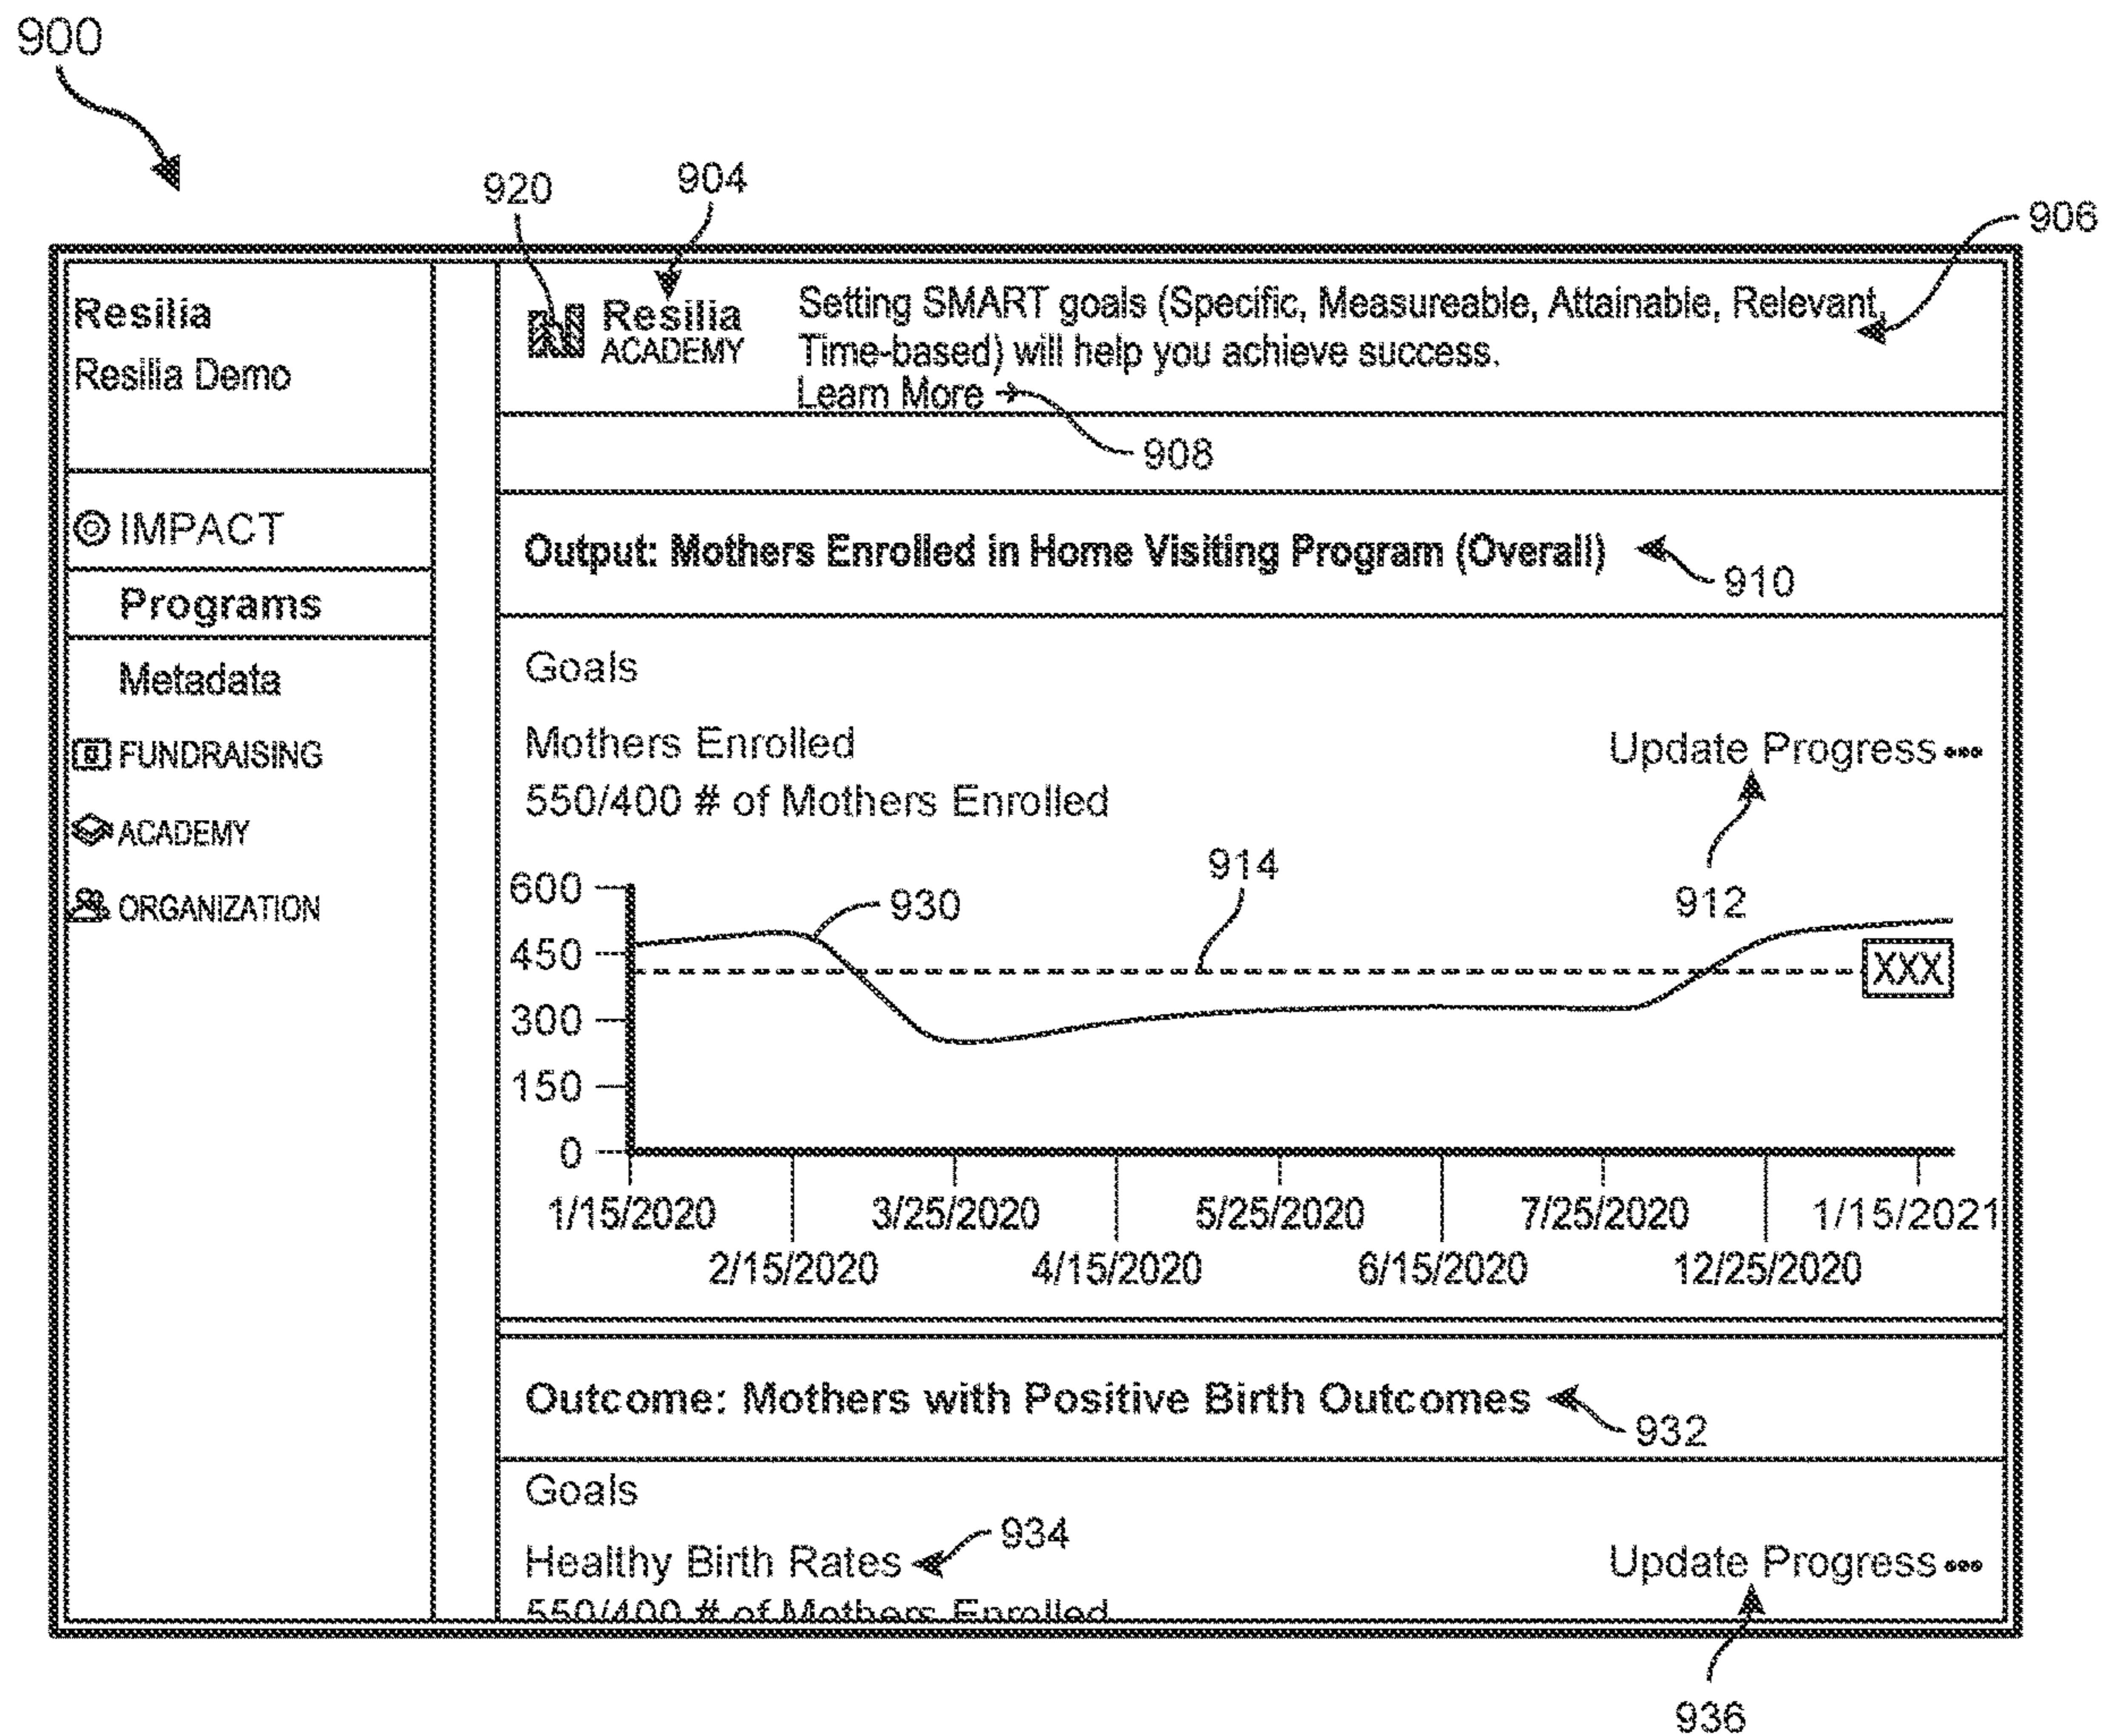 900
920
904
906
Resilia
Resilia Demo
IMPACT
Programs
Metadata
FUNDRAISING
ACADEMY
ORGANIZATION
Resilia
ACADEMY
Setting SMART goals (Specific, Measureable, Attainable, Relevant,
Time-based) will help you achieve success.
Learn More →
908
Output: Mothers Enrolled in Home Visiting Program (Overall)
910
Goals
Mothers Enrolled
Update Progress •••
550/400 # of Mothers Enrolled
912
914
930
600
450
300
150
0
XXX
1/15/2020
3/25/2020
5/25/2020
7/25/2020
1/15/2021
2/15/2020
4/15/2020
6/15/2020
12/25/2020
Outcome: Mothers with Positive Birth Outcomes
932
Goals
934
Healthy Birth Rates
Update Progress •••
550/400 # of Mothers Enrolled
936